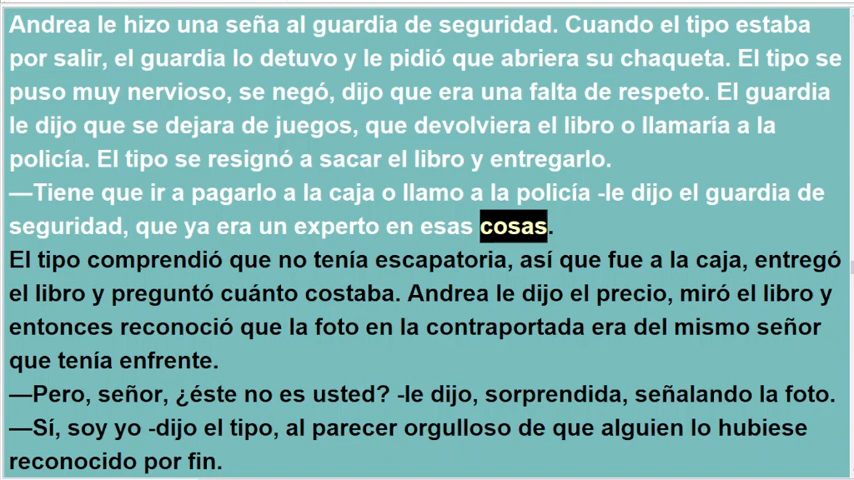 Andrea le hizo una seña al guardia de seguridad. Cuando el tipo estaba
por salir, el guardia lo detuvo y le pidió que abriera su chaqueta. El tipo se
puso muy nervioso, se negó, dijo que era una falta de respeto. El guardia
le dijo que se dejara de juegos, que devolviera el libro o llamaría a la
policía. El tipo se resignó a sacar el libro y entregarlo.
—Tiene que ir a pagarlo a la caja o llamo a la policía -le dijo el guardia de
seguridad, que ya era un experto en esas cosas.
El tipo comprendió que no tenía escapatoria, así que fue a la caja, entregó
el libro y preguntó cuánto costaba. Andrea le dijo el precio, miró el libro y
entonces reconoció que la foto en la contraportada era del mismo señor
que tenía enfrente.
—Pero, señor, ¿éste no es usted? -le dijo, sorprendida, señalando la foto.
—Sí, soy yo -dijo el tipo, al parecer orgulloso de que alguien lo hubiese
reconocido por fin.